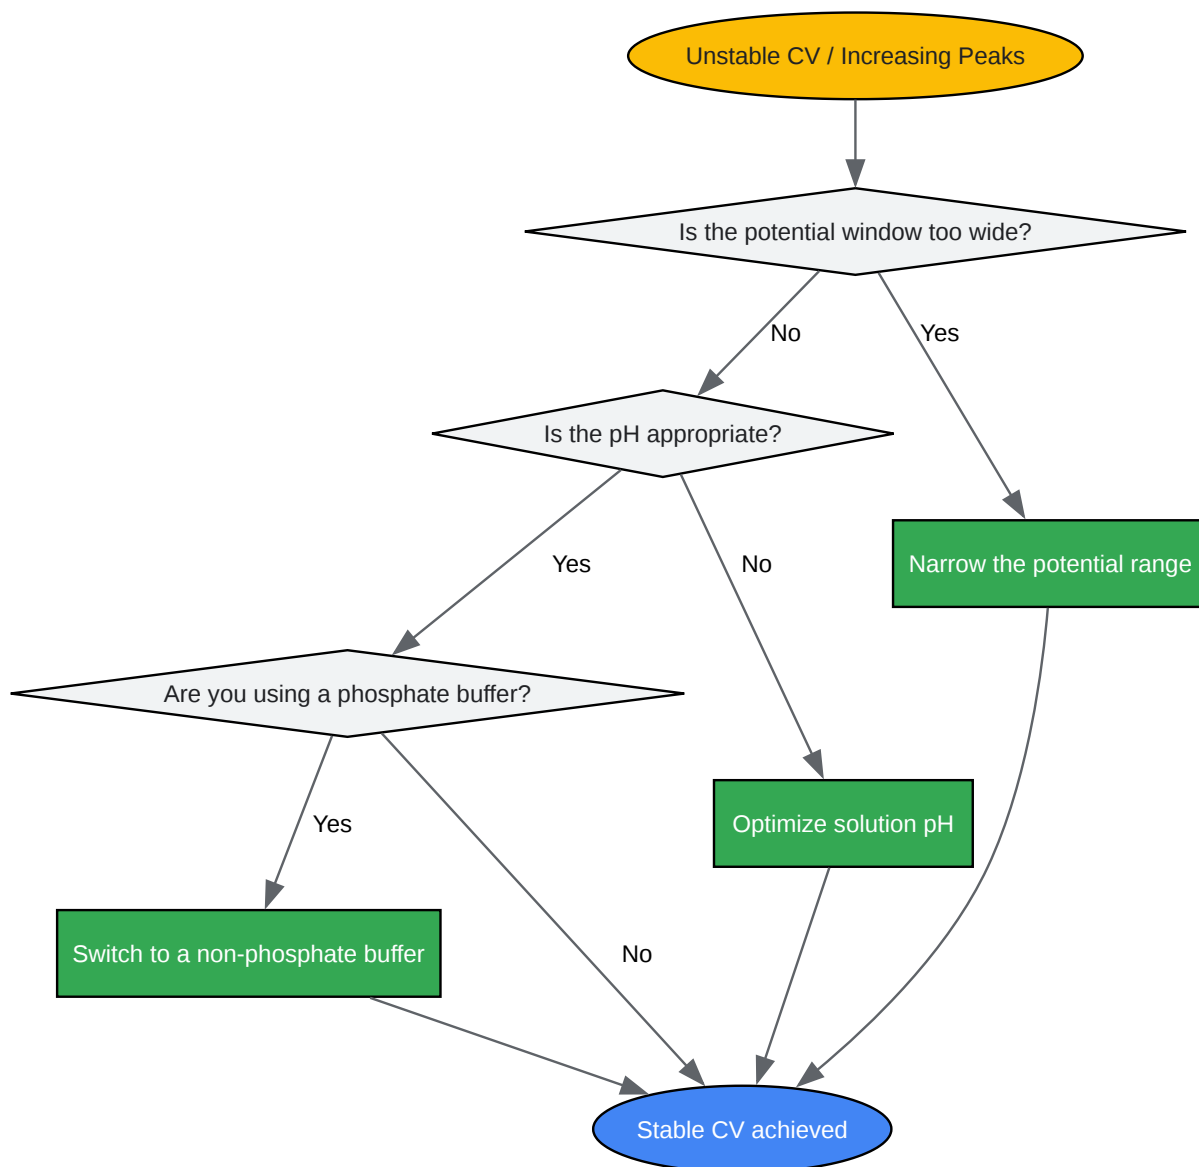 Unstable CV / Increasing Peaks
Is the potential window too wide?
No
Yes
Is the pH appropriate?
Yes
No
Narrow the potential range
Are you using a phosphate buffer?
Yes
Optimize solution pH
Switch to a non-phosphate buffer
No
Stable CV achieved